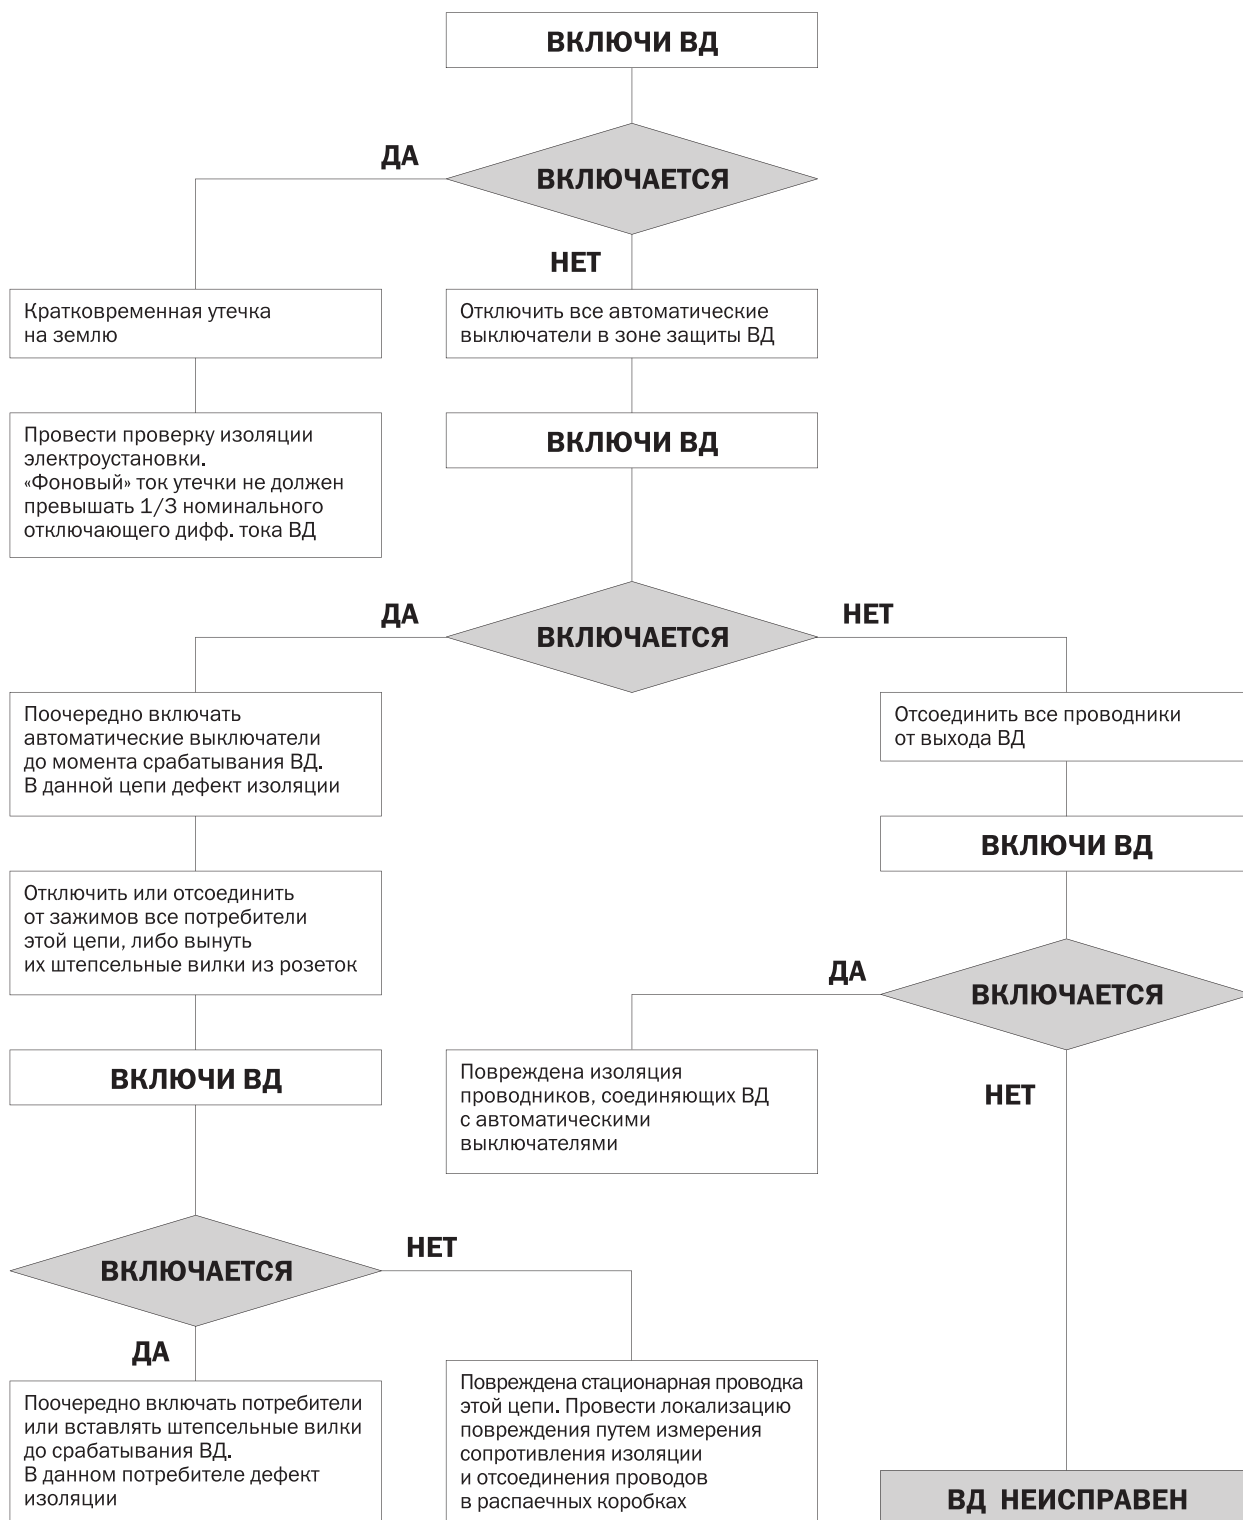 ВКЛЮЧИ ВД
ДА
ВКЛЮЧАЕТСЯ
НЕТ
Кратковременная утечка
на землю
Отключить все автоматические
выключатели в зоне защиты ВД
Провести проверку изоляции
электроустановки.
«Фоновый» ток утечки не должен
превышать 1/3 номинального
отключающего дифф. тока ВД
ВКЛЮЧИ ВД
ДА
ВКЛЮЧАЕТСЯ
НЕТ
Поочередно включать
автоматические выключатели
до момента срабатывания ВД.
В данной цепи дефект изоляции
Отсоединить все проводники
от выхода ВД
ВКЛЮЧИ ВД
Отключить или отсоединить
от зажимов все потребители
этой цепи, либо вынуть
их штепсельные вилки из розеток
ДА
ВКЛЮЧАЕТСЯ
НЕТ
ВКЛЮЧИ ВД
Повреждена изоляция
проводников, соединяющих ВД
с автоматическими
выключателями
ВКЛЮЧАЕТСЯ
НЕТ
ДА
Поочередно включать потребители
или вставлять штепсельные вилки
до срабатывания ВД.
В данном потребителе дефект
изоляции
Повреждена стационарная проводка
этой цепи. Провести локализацию
повреждения путем измерения
сопротивления изоляции
и отсоединения проводов
в распаечных коробках
ВД НЕИСПРАВЕН